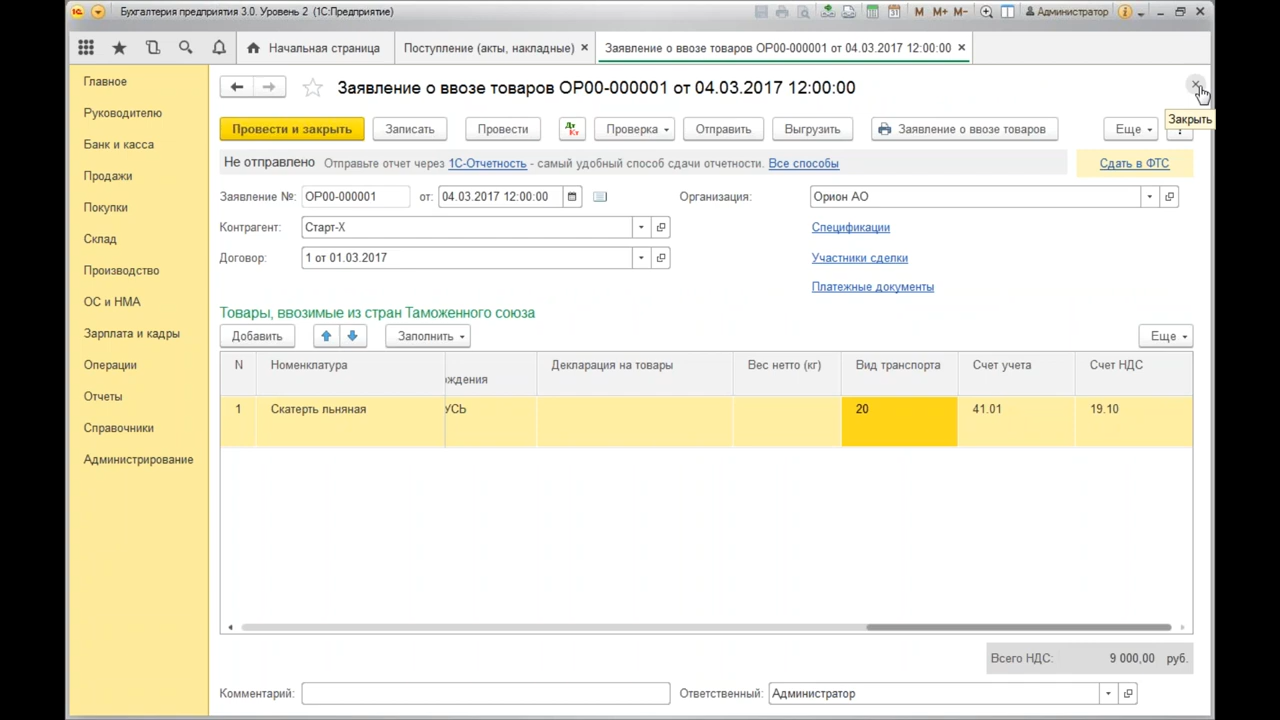 Бухгалтерия предприятия 3.0. Уровень 2 (1С:Предприятие)
M M+ M- Администратор
Начальная страница
Поступление (акты, накладные)
Заявление о ввозе товаров ОР00-000001 от 04.03.2017 12:00:00
Главное
Руководителю
Банк и касса
Продажи
Покупки
Склад
Производство
ОС и НМА
Зарплата и кадры
Операции
Отчеты
Справочники
Администрирование
Заявление о ввозе товаров ОР00-000001 от 04.03.2017 12:00:00
Закрыть
Провести и закрыть Записать Провести Дт Кт Проверка Отправить Выгрузить Заявление о ввозе товаров Еще
Не отправлено Отправьте отчет через 1С-Отчетность - самый удобный способ сдачи отчетности. Все способы Сдать в ФТС
Заявление №: ОР00-000001 от: 04.03.2017 12:00:00 Организация: Орион АО
Контрагент: Старт-Х Спецификации
Договор: 1 от 01.03.2017 Участники сделки
Платежные документы
Товары, ввозимые из стран Таможенного союза
Добавить Заполнить Еще
N Номенклатура ождения Декларация на товары Вес нетто (кг) Вид транспорта Счет учета Счет НДС
1 Скатерть льняная УСЬ 20 41.01 19.10
Всего НДС: 9 000,00 руб.
Комментарий: Ответственный: Администратор